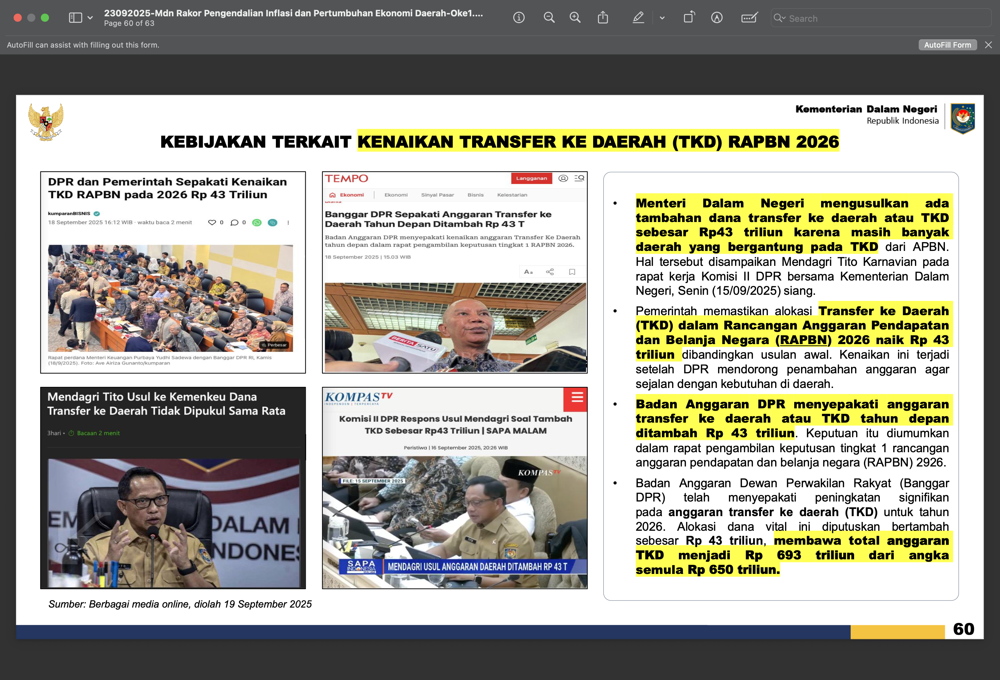 23092025-Mdn Rakor Pengendalian Inflasi dan Pertumbuhan Ekonomi Daerah-Oke1....
Page 60 of 63
Search
AutoFill can assist with filling out this form.
AutoFill Form
Kementerian Dalam Negeri
Republik Indonesia
KEBIJAKAN TERKAIT KENAIKAN TRANSFER KE DAERAH (TKD) RAPBN 2026
DPR dan Pemerintah Sepakati Kenaikan
TKD RAPBN pada 2026 Rp 43 Triliun
kumparanBISNIS
18 September 2025 16:12 WIB · waktu baca 2 menit
0
0
Perbesar
Rapat perdana Menteri Keuangan Purbaya Yudhi Sadewa dengan Banggar DPR RI, Kamis
(18/9/2025). Foto: Ave Airiza Gunanto/kumparan
TEMPO
Langganan
Ekonomi
Ekonomi
Sinyal Pasar
Bisnis
Kelestarian
Bisnis
Banggar DPR Sepakati Anggaran Transfer ke
Daerah Tahun Depan Ditambah Rp 43 T
Badan Anggaran DPR menyepakati kenaikan anggaran Transfer Ke Daerah
tahun depan dalam rapat pengambilan keputusan tingkat 1 RAPBN 2026.
18 September 2025 | 15.03 WIB
Aa
BERITA SATU
Mendagri Tito Usul ke Kemenkeu Dana
Transfer ke Daerah Tidak Dipukul Sama Rata
3hari •
Bacaan 2 menit
EM
DALAM
NDONES
KOMPAS TV
INDEPENDEN | TERPERCAYA
Komisi II DPR Respons Usul Mendagri Soal Tambah
TKD Sebesar Rp43 Triliun | SAPA MALAM
Peristiwa | 16 September 2025, 20:26 WIB
KOMPAS TV
FILE: 15 SEPTEMBER 2025
TITO
SAPA
INDONESIA
MALAM
MENDAGRI USUL ANGGARAN DAERAH DITAMBAH RP 43 T
• Menteri Dalam Negeri mengusulkan ada
tambahan dana transfer ke daerah atau TKD
sebesar Rp43 triliun karena masih banyak
daerah yang bergantung pada TKD dari APBN.
Hal tersebut disampaikan Mendagri Tito Karnavian pada
rapat kerja Komisi II DPR bersama Kementerian Dalam
Negeri, Senin (15/09/2025) siang.
• Pemerintah memastikan alokasi Transfer ke Daerah
(TKD) dalam Rancangan Anggaran Pendapatan
dan Belanja Negara (RAPBN) 2026 naik Rp 43
triliun dibandingkan usulan awal. Kenaikan ini terjadi
setelah DPR mendorong penambahan anggaran agar
sejalan dengan kebutuhan di daerah.
• Badan Anggaran DPR menyepakati anggaran
transfer ke daerah atau TKD tahun depan
ditambah Rp 43 triliun. Keputuan itu diumumkan
dalam rapat pengambilan keputusan tingkat 1 rancangan
anggaran pendapatan dan belanja negara (RAPBN) 2926.
• Badan Anggaran Dewan Perwakilan Rakyat (Banggar
DPR) telah menyepakati peningkatan signifikan
pada anggaran transfer ke daerah (TKD) untuk tahun
2026. Alokasi dana vital ini diputuskan bertambah
sebesar Rp 43 triliun, membawa total anggaran
TKD menjadi Rp 693 triliun dari angka
semula Rp 650 triliun.
Sumber: Berbagai media online, diolah 19 September 2025
60